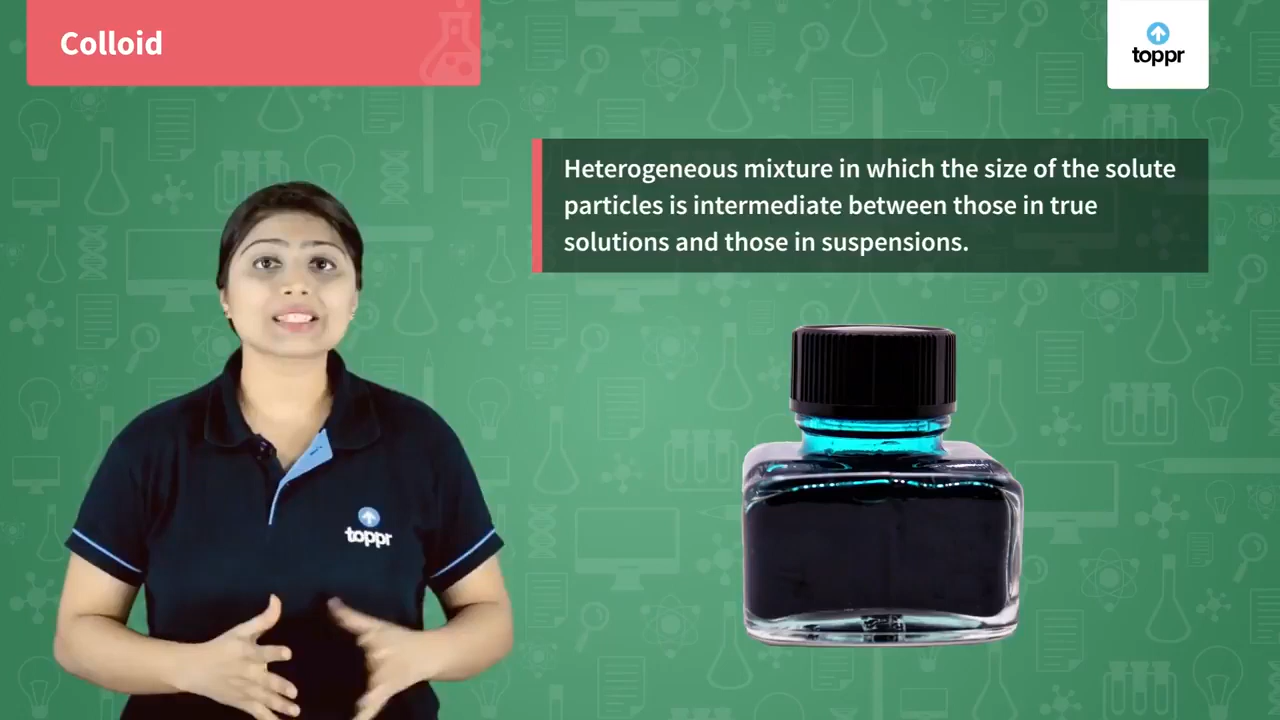 Colloid
toppr
Heterogeneous mixture in which the size of the solute
particles is intermediate between those in true
solutions and those in suspensions.
toppr